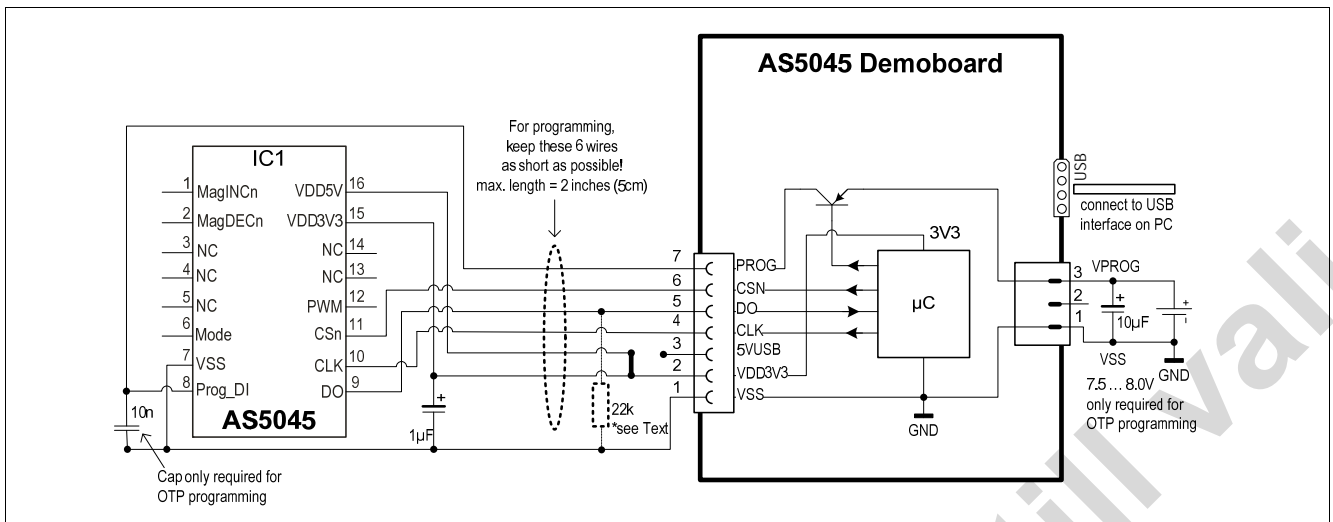 AS5045 Demoboard
For programming,
keep these 6 wires
as short as possible!
max. length = 2 inches (5cm)
IC1
1 MagINCn
2 MagDECn
3 NC
4 NC
5 NC
6 Mode
7 VSS
8 Prog_DI
VDD5V 16
VDD3V3 15
NC 14
NC 13
PWM 12
CSn 11
CLK 10
DO 9
AS5045
10n
Cap only required for
OTP programming
+
1µF
22k
*see Text
7 PROG
6 CSN
5 DO
4 CLK
3 5VUSB
2 VDD3V3
1 VSS
3V3
µC
GND
USB
connect to USB
interface on PC
3 VPROG
2
1
+
10µF
+
-
VSS
GND
7.5 ... 8.0V
only required for
OTP programming
ill vali